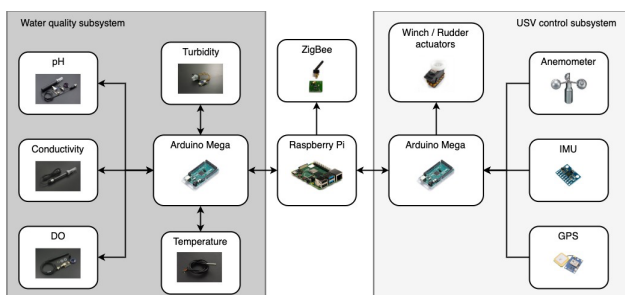 Water quality subsystem
USV control subsystem
pH
Turbidity
ZigBee
Winch / Rudder
actuators
Anemometer
Conductivity
Arduino Mega
Raspberry Pi
Arduino Mega
IMU
DO
Temperature
GPS